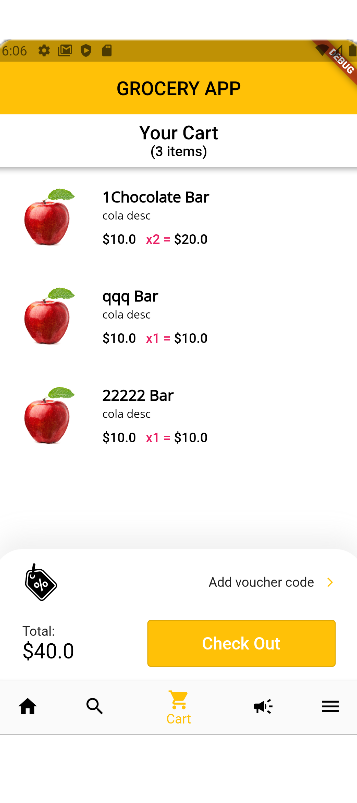 6:06
DEBUG
GROCERY APP
Your Cart
(3 items)
1Chocolate Bar
cola desc
$10.0 x2 = $20.0
qqq Bar
cola desc
$10.0 x1 = $10.0
22222 Bar
cola desc
$10.0 x1 = $10.0
%
Add voucher code
Total:
$40.0
Check Out
Cart